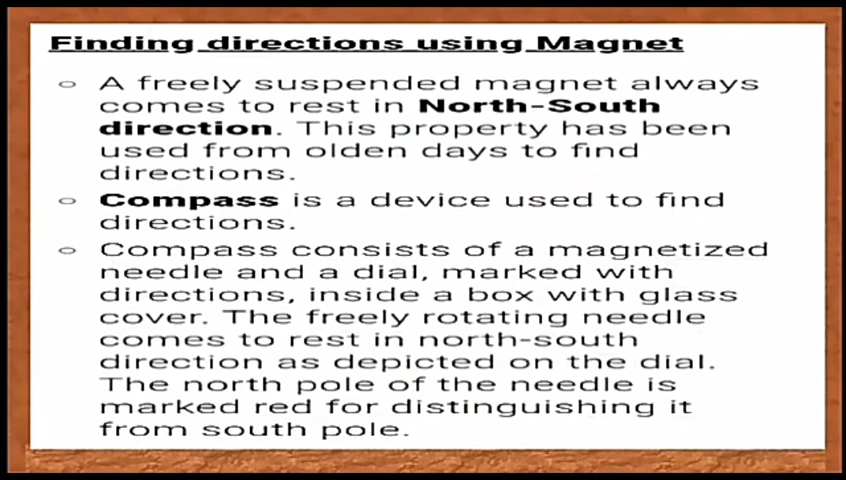 Finding directions using Magnet
○ A freely suspended magnet always
comes to rest in North-South
direction. This property has been
used from olden days to find
directions.
○ Compass is a device used to find
directions.
○ Compass consists of a magnetized
needle and a dial, marked with
directions, inside a box with glass
cover. The freely rotating needle
comes to rest in north-south
direction as depicted on the dial.
The north pole of the needle is
marked red for distinguishing it
from south pole.